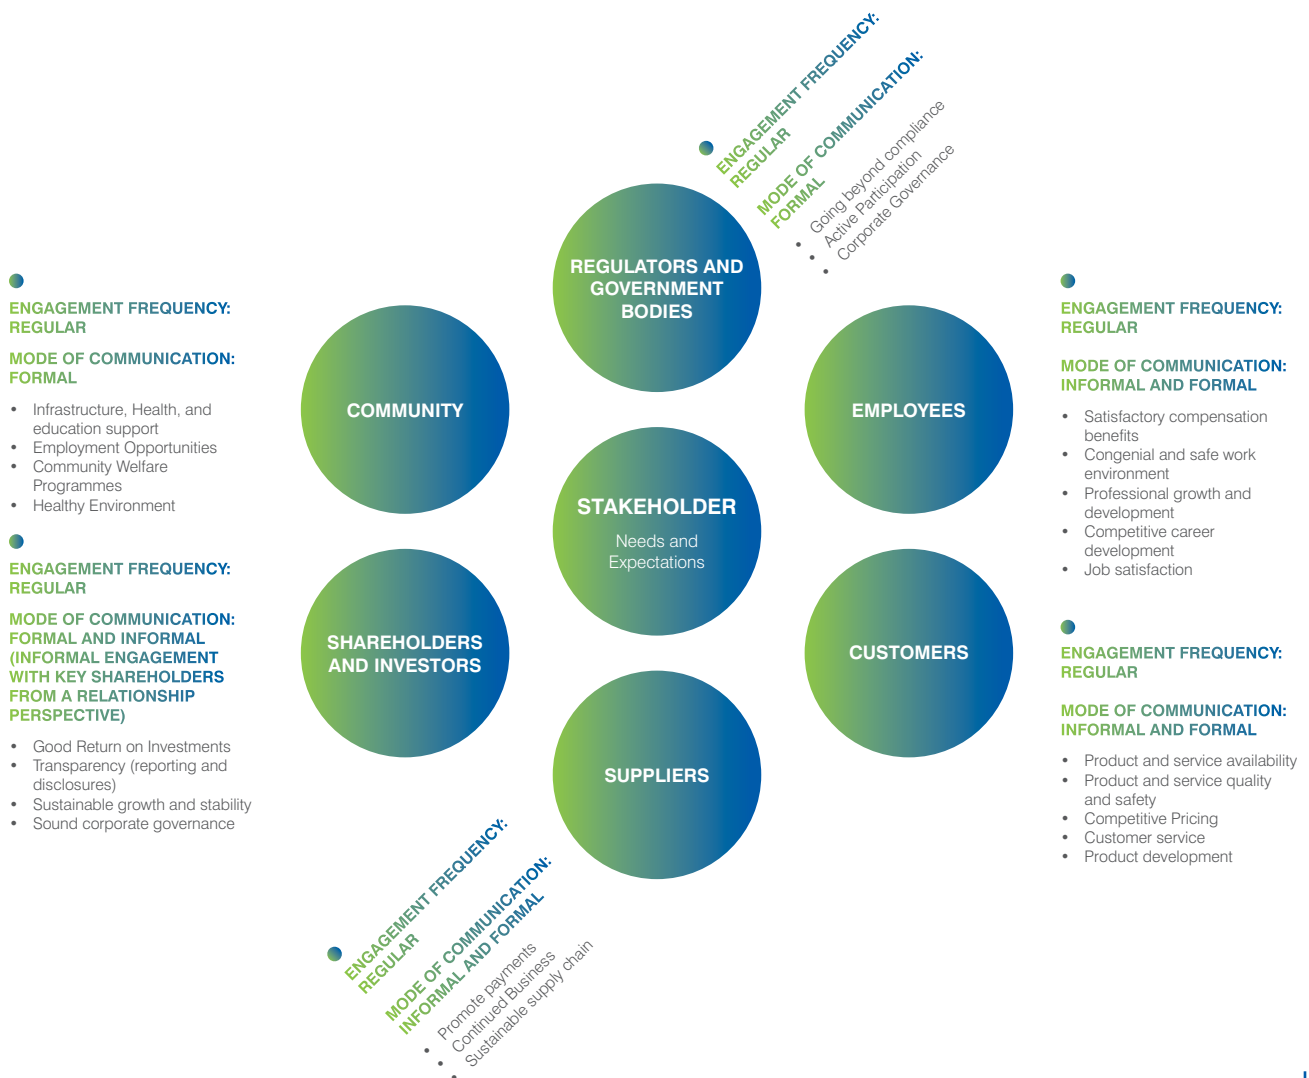 ENGAGEMENT FREQUENCY:
REGULAR
MODE OF COMMUNICATION:
FORMAL
• Going beyond compliance
• Active Participation
• Corporate Governance
REGULATORS AND
GOVERNMENT
BODIES
ENGAGEMENT FREQUENCY:
REGULAR
MODE OF COMMUNICATION:
FORMAL
• Infrastructure, Health, and
education support
• Employment Opportunities
• Community Welfare
Programmes
• Healthy Environment
COMMUNITY
EMPLOYEES
ENGAGEMENT FREQUENCY:
REGULAR
MODE OF COMMUNICATION:
INFORMAL AND FORMAL
• Satisfactory compensation
benefits
• Congenial and safe work
environment
• Professional growth and
development
• Competitive career
development
• Job satisfaction
STAKEHOLDER
Needs and
Expectations
ENGAGEMENT FREQUENCY:
REGULAR
MODE OF COMMUNICATION:
FORMAL AND INFORMAL
(INFORMAL ENGAGEMENT
WITH KEY SHAREHOLDERS
FROM A RELATIONSHIP
PERSPECTIVE)
• Good Return on Investments
• Transparency (reporting and
disclosures)
• Sustainable growth and stability
• Sound corporate governance
SHAREHOLDERS
AND INVESTORS
CUSTOMERS
ENGAGEMENT FREQUENCY:
REGULAR
MODE OF COMMUNICATION:
INFORMAL AND FORMAL
• Product and service availability
• Product and service quality
and safety
• Competitive Pricing
• Customer service
• Product development
SUPPLIERS
ENGAGEMENT FREQUENCY:
REGULAR
MODE OF COMMUNICATION:
INFORMAL AND FORMAL
• Promote payments
• Continued Business
• Sustainable supply chain